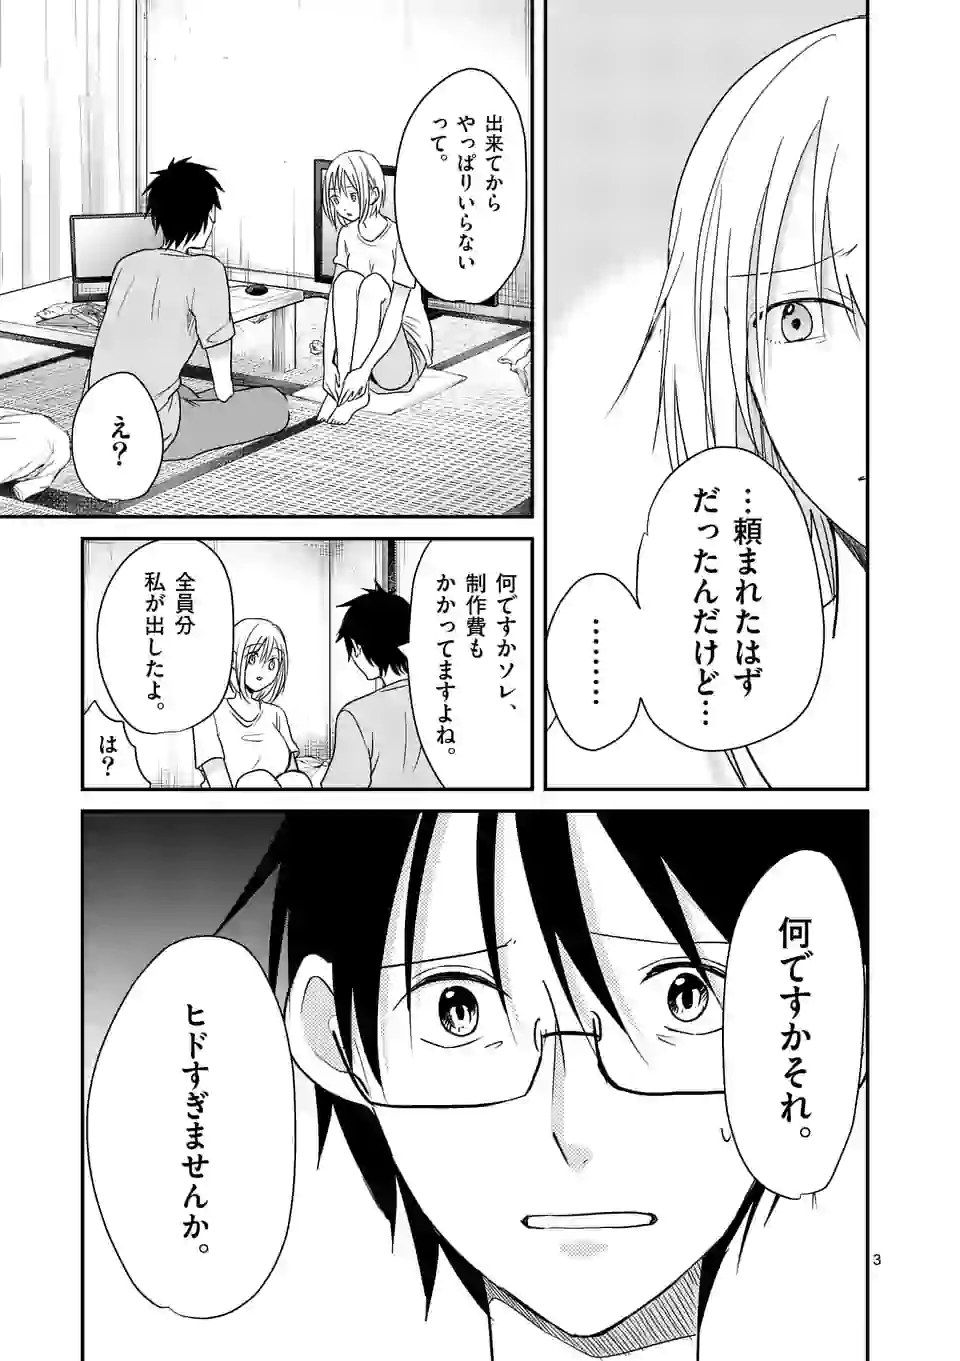 …頼まれたはず
だったんだけど…
………
出来てから
やっぱりいらない
って。
え？
何ですかソレ、
制作費も
かかってますよね。
全員分
私が出したよ。
は？
何ですかそれ。
ヒドすぎませんか。
3